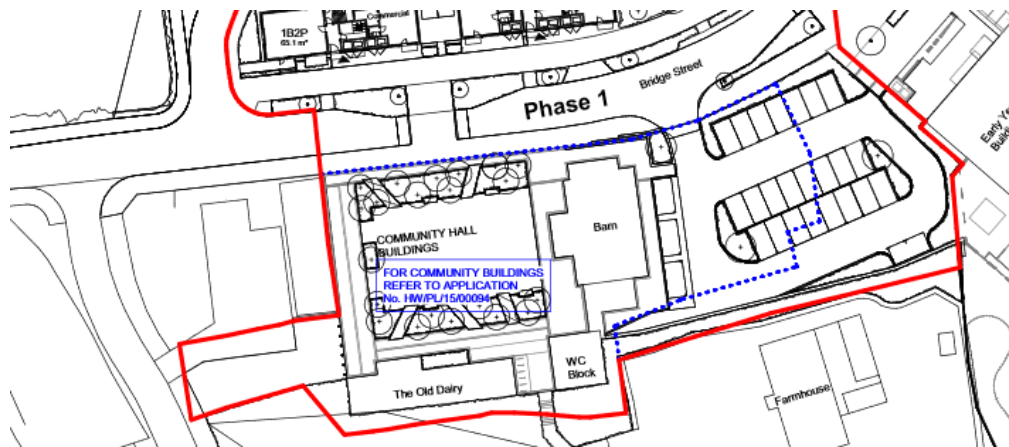 Commercial
1B2P
65.1 m²
Bridge Street
Phase 1
Early Ye
Buildin
COMMUNITY HALL
BUILDINGS
Barn
FOR COMMUNITY BUILDINGS
REFER TO APPLICATION
No. HW/PL/15/00094
WC
Block
The Old Dairy
Farmhouse